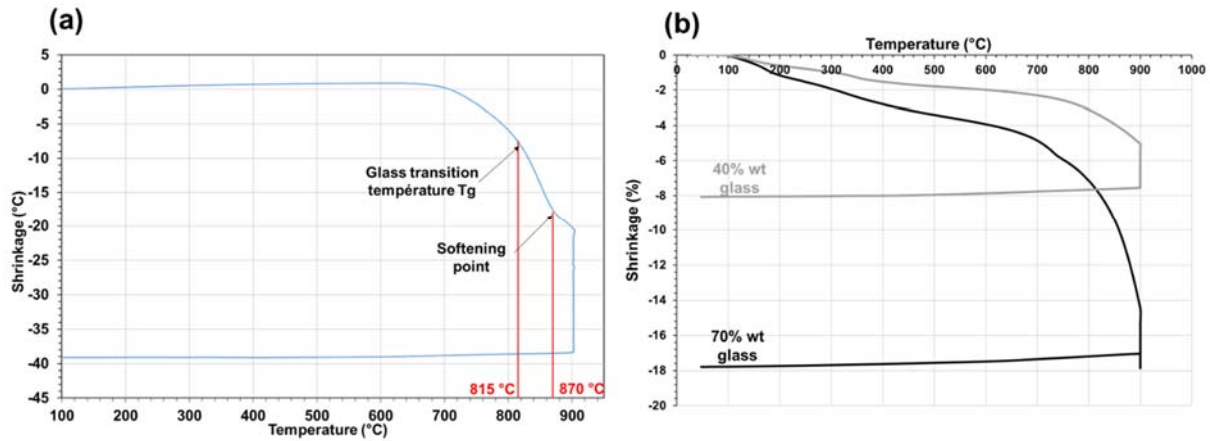 (a)
5
0
-5
-10
-15
-20
-25
-30
-35
-40
-45
Shrinkage (°C)
Glass transition
température Tg
Softening
point
815 °C
870 °C
100 200 300 400 500 600 700 800 900
Temperature (°C)
(b)
Temperature (°C)
0 100 200 300 400 500 600 700 800 900 1000
0
-2
-4
-6
-8
-10
-12
-14
-16
-18
-20
Shrinkage (%)
40% wt
glass
70% wt
glass